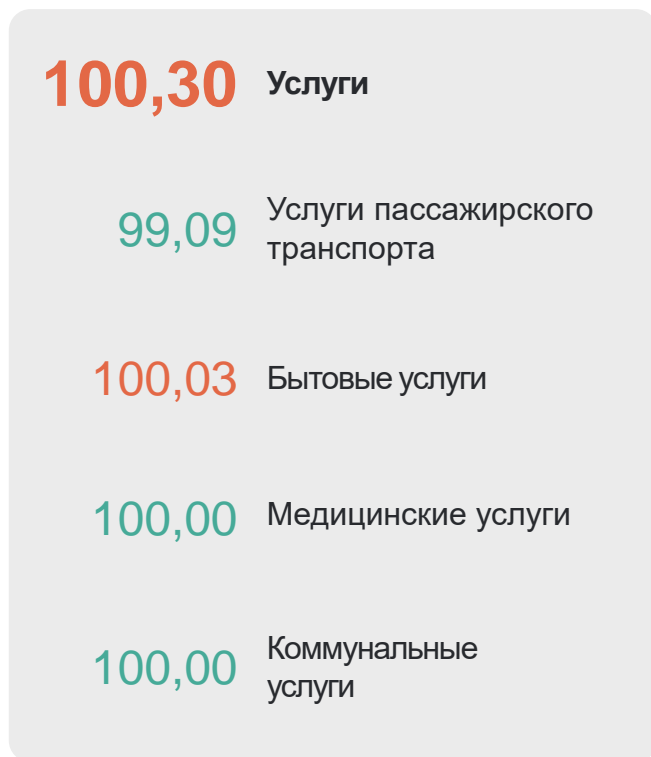 100,30 Услуги
99,09 Услуги пассажирского
транспорта
100,03 Бытовые услуги
100,00 Медицинские услуги
100,00 Коммунальные
услуги